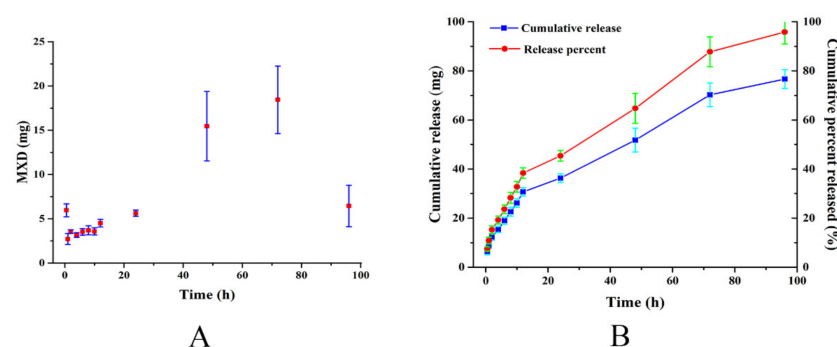 25
20
15
10
5
0
MXD (mg)
0 20 40 60 80 100
Time (h)
A
B
Cumulative release
Release percent
100
80
60
40
20
0
Cumulative release (mg)
100
80
60
40
20
0
Cumulative percent released (%)
0 20 40 60 80 100
Time (h)